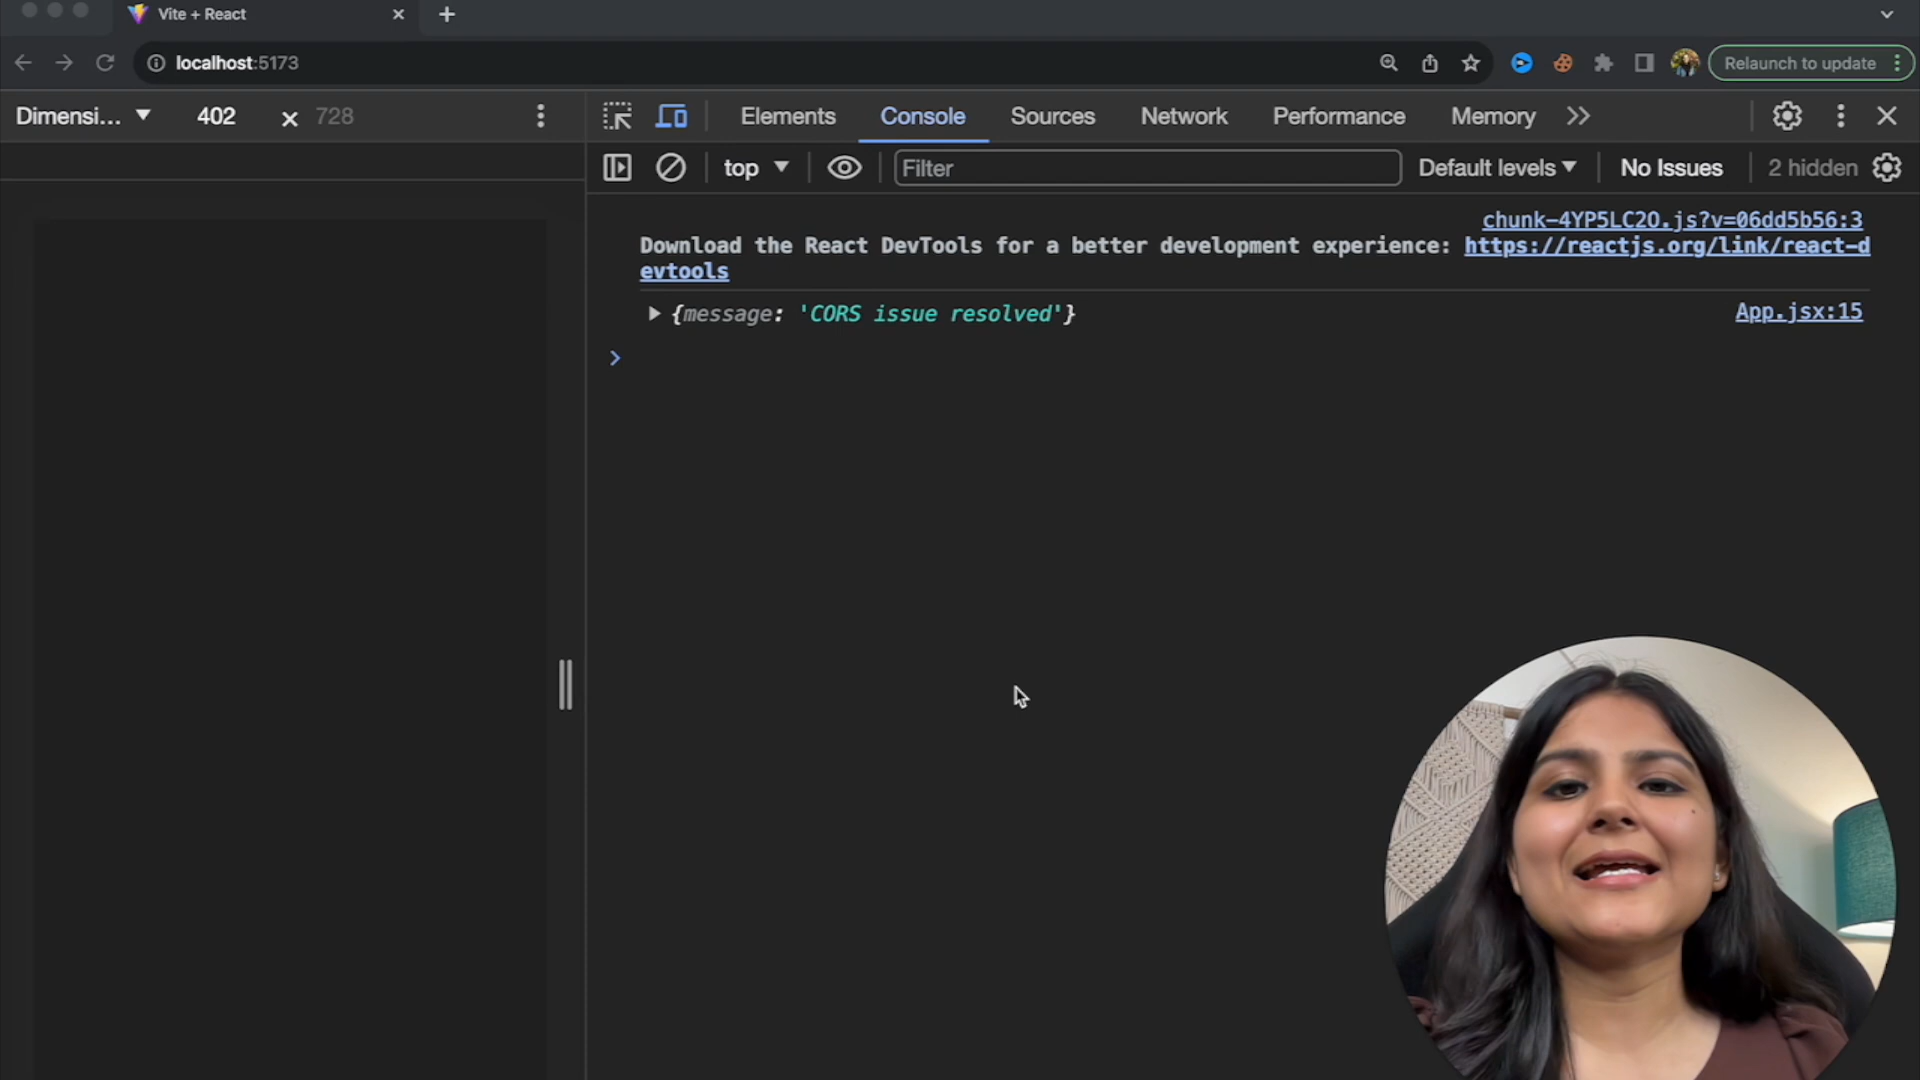 Vite + React
localhost:5173
Relaunch to update
Dimensi... 402 x 728
Elements Console Sources Network Performance Memory
top Filter Default levels No Issues 2 hidden
chunk-4YP5LC2O.js?v=06dd5b56:3
Download the React DevTools for a better development experience: https://reactjs.org/link/react-d
evtools
{message: 'CORS issue resolved'} App.jsx:15